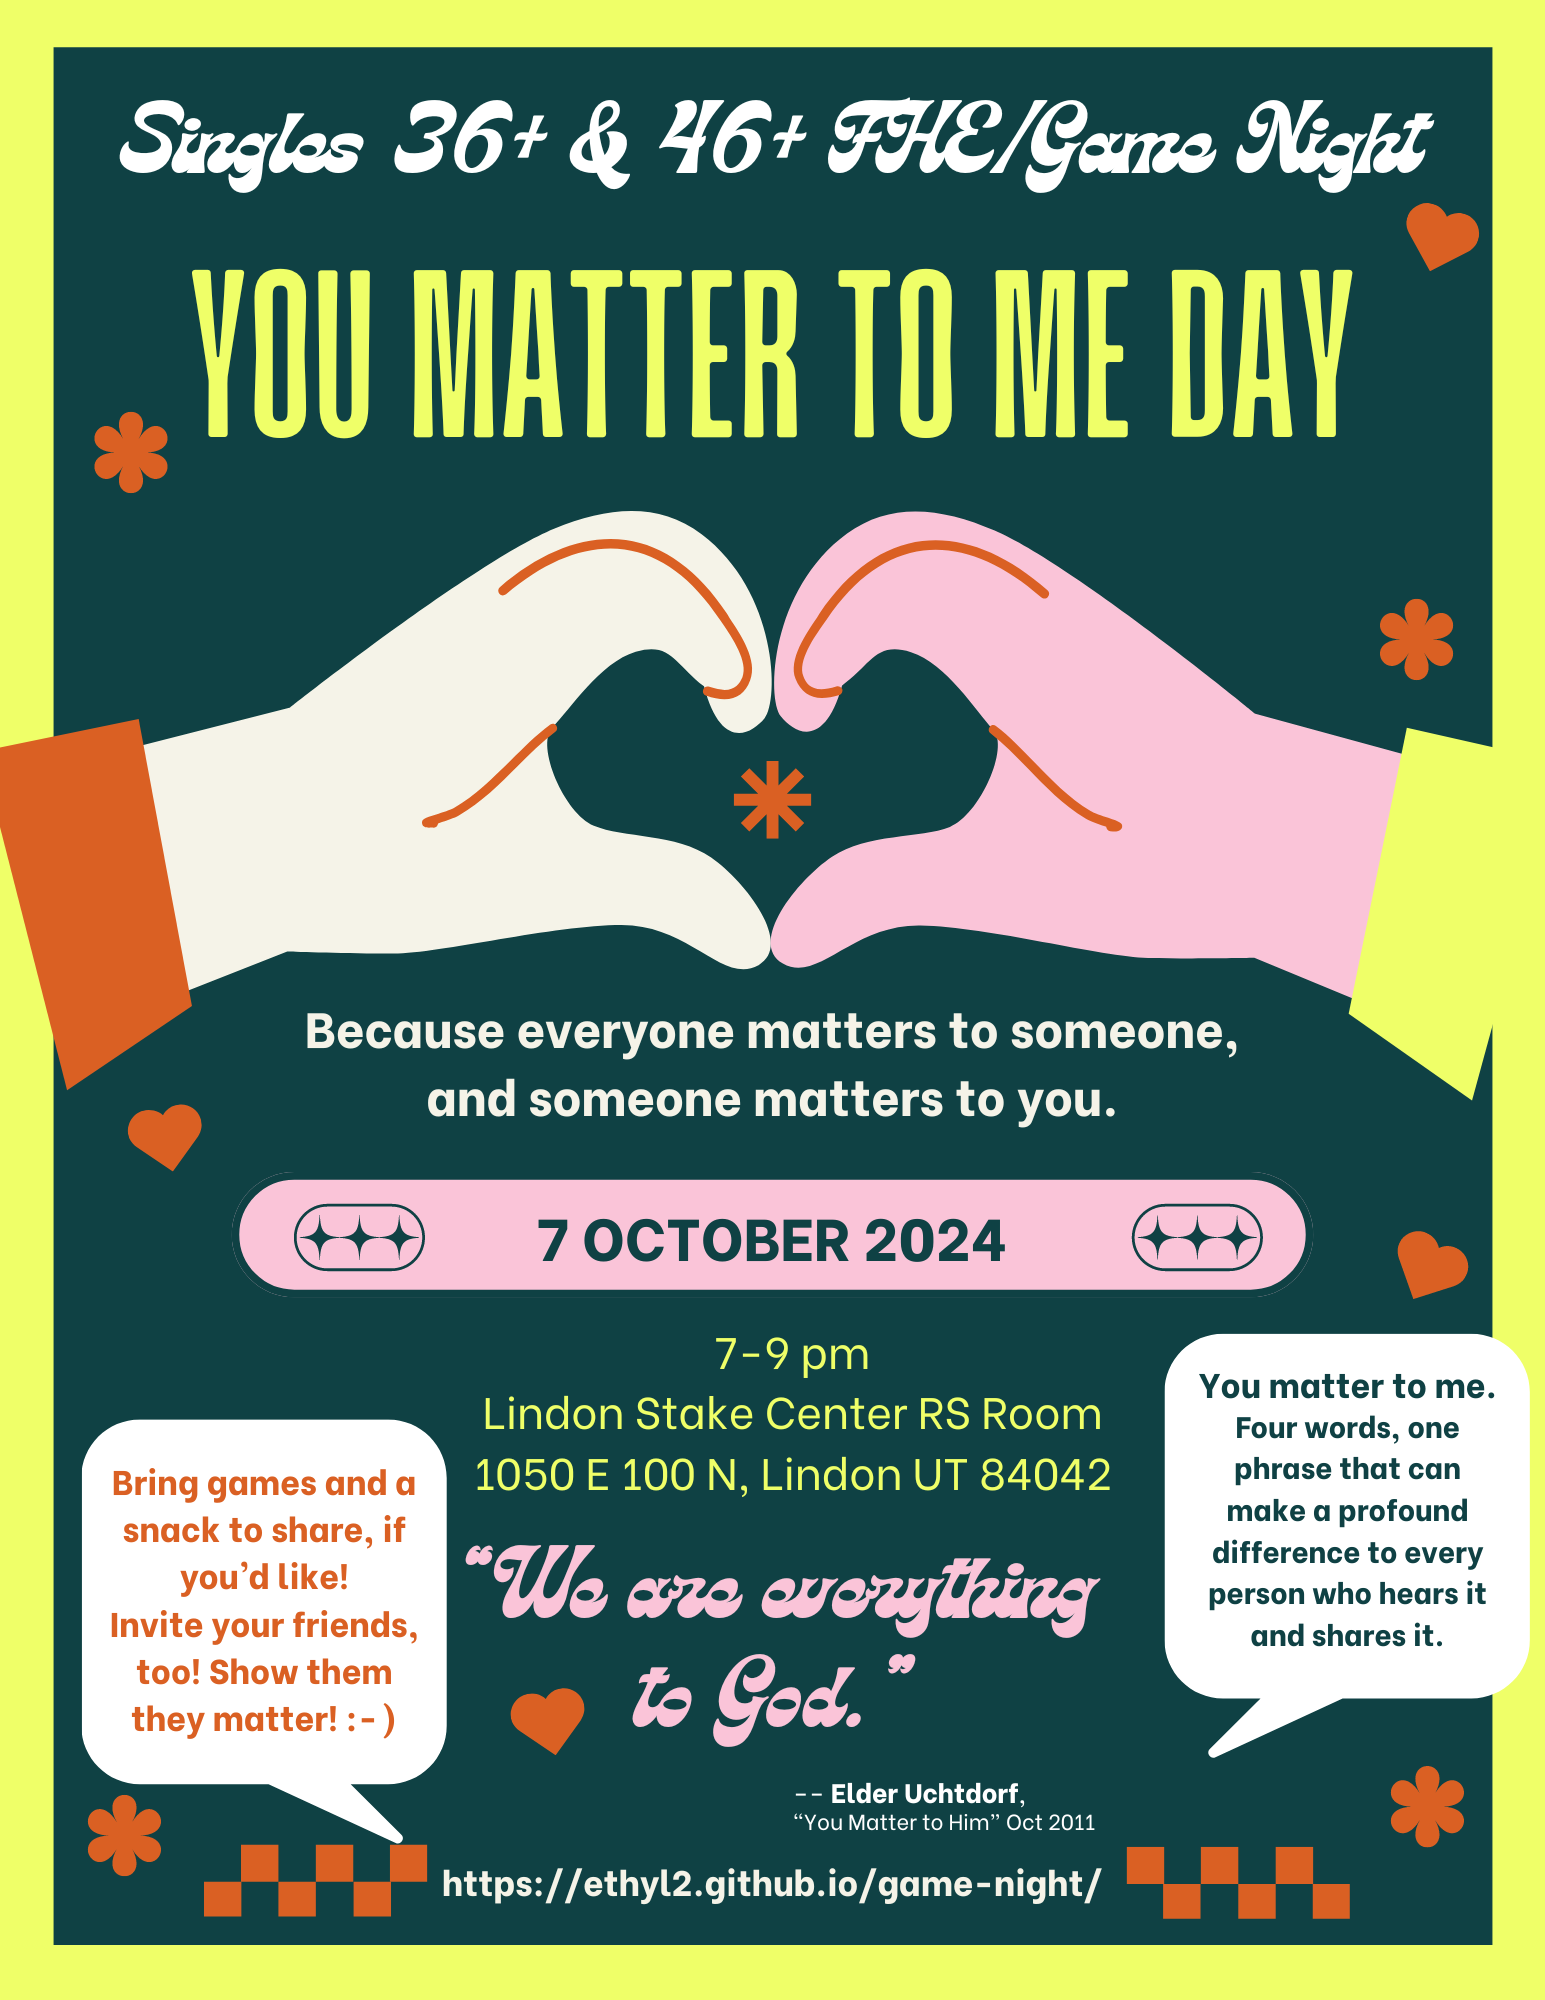 Singles 36+ & 46+ FHE/Game Night
YOU MATTER TO ME DAY
Because everyone matters to someone,
and someone matters to you.
7 OCTOBER 2024
7-9 pm
Lindon Stake Center RS Room
1050 E 100 N, Lindon UT 84042
Bring games and a
snack to share, if
you’d like!
Invite your friends,
too! Show them
they matter! :-)
You matter to me.
Four words, one
phrase that can
make a profound
difference to every
person who hears it
and shares it.
“We are everything
to God.”
-- Elder Uchtdorf,
“You Matter to Him” Oct 2011
https://ethyl2.github.io/game-night/